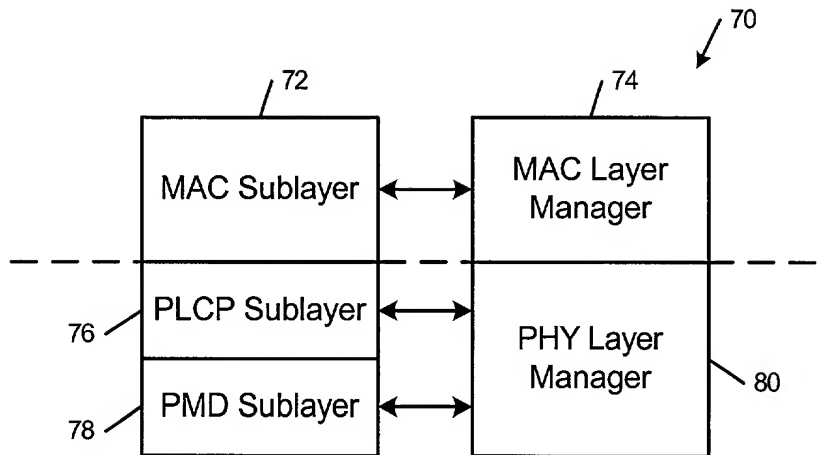 70
72
74
MAC Sublayer
MAC Layer
Manager
PLCP Sublayer
76
PHY Layer
Manager
80
PMD Sublayer
78